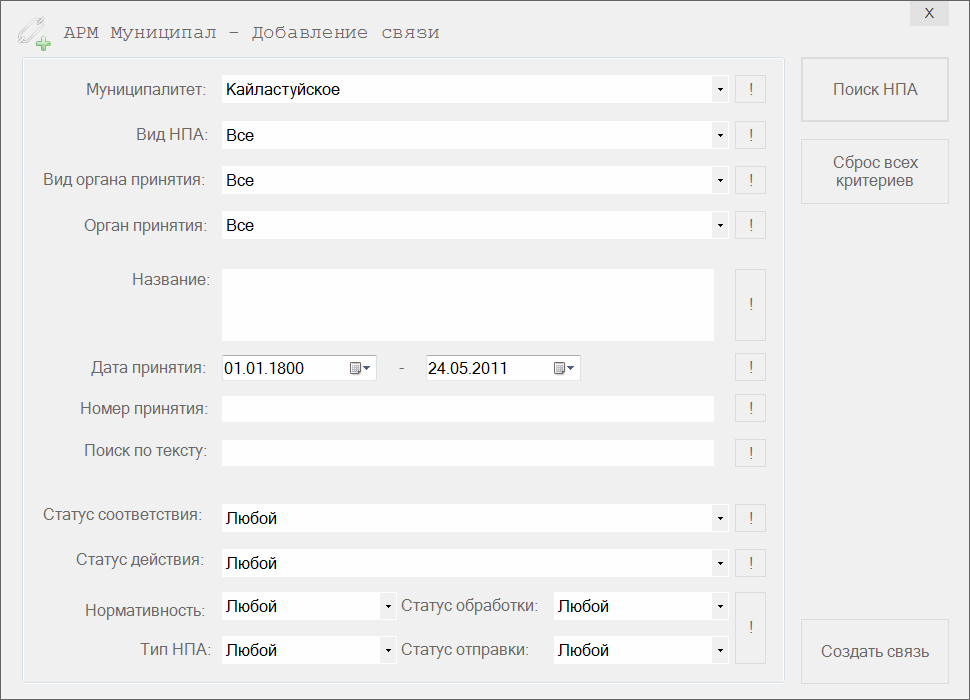 X
АРМ Муниципал - Добавление связи
Муниципалитет: Кайластуйское !
Поиск НПА
Вид НПА: Все !
Сброс всех
критериев
Вид органа принятия: Все !
Орган принятия: Все !
Название: !
Дата принятия: 01.01.1800 - 24.05.2011 !
Номер принятия: !
Поиск по тексту: !
Статус соответствия: Любой !
Статус действия: Любой !
Нормативность: Любой Статус обработки: Любой !
Тип НПА: Любой Статус отправки: Любой
Создать связь